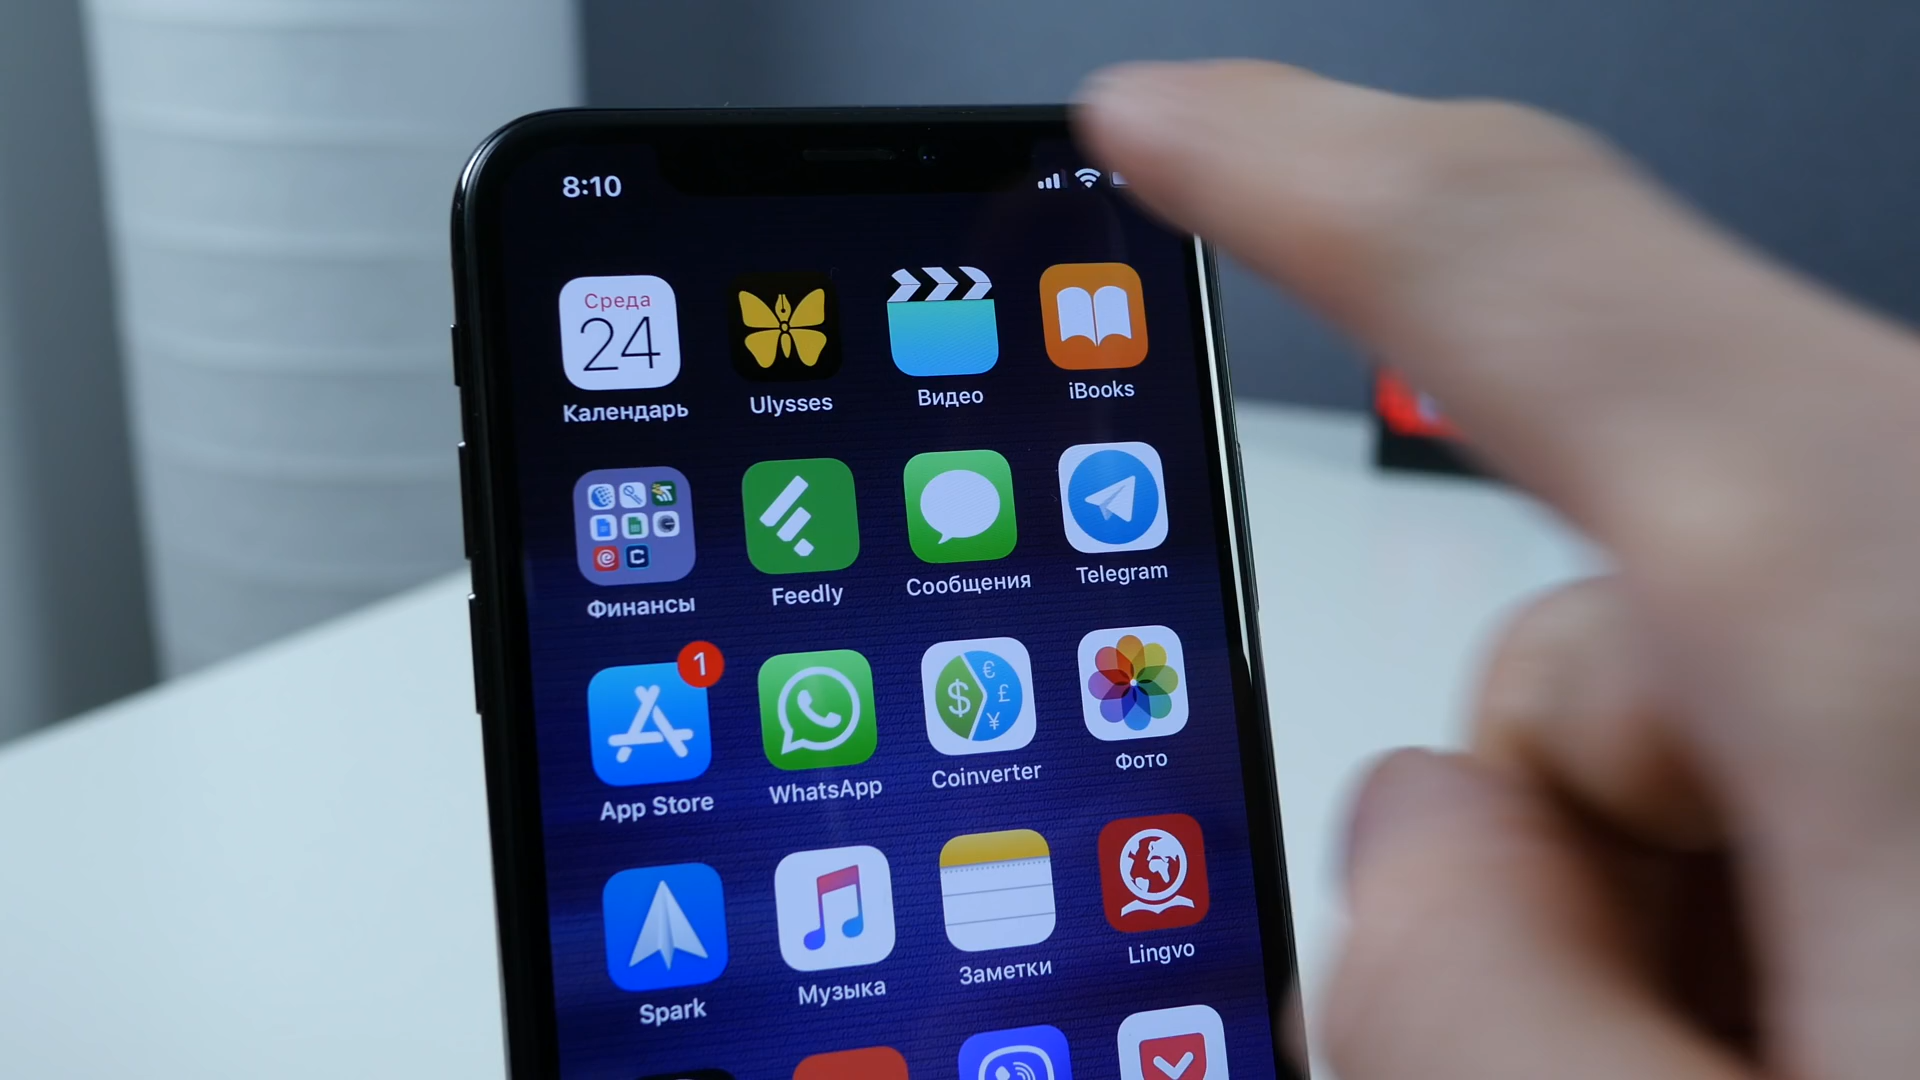 8:10
Среда
24
Календарь
Ulysses
Видео
iBooks
Финансы
Feedly
Сообщения
Telegram
1
$ € £ ¥
App Store
WhatsApp
Coinverter
Фото
Spark
Музыка
Заметки
Lingvo